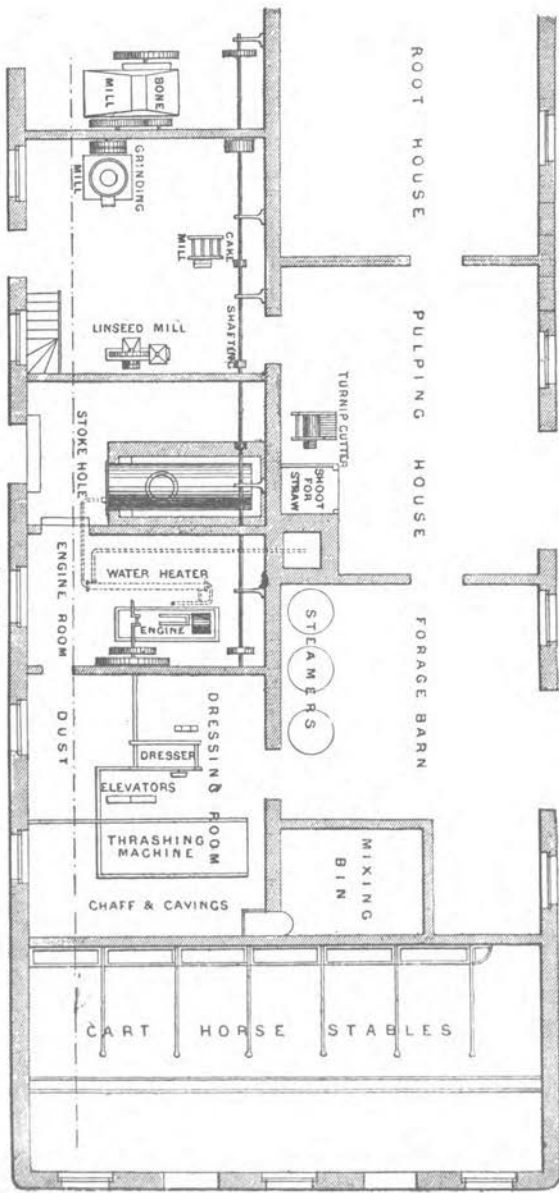 ROOT HOUSE
BONE
MILL
GRINDING
MILL
CAKE
MILL
SHAFTING
LINSEED MILL
PULPING HOUSE
TURNIP CUTTER
SHOOT
FOR
STRAW
STOKE HOLE
ENGINE ROOM
WATER HEATER
ENGINE
STEAMERS
FORAGE BARN
DUST
DRESSING ROOM
DRESSER
ELEVATORS
THRASHING
MACHINE
CHAFF & CAVINGS
MIXING
BIN
CART HORSE STABLES